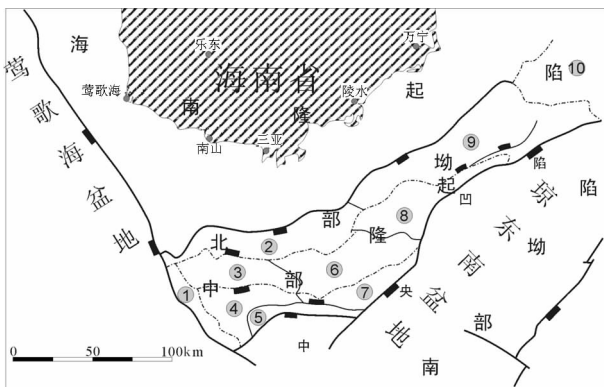 海
乐东
万宁
莺歌海盆地
海南省
陷
10
莺歌海
南
陵水
起
隆
三亚
南山
9
坳
起
陷
凹
陷
琼东南盆地
坳
部
南
北
部
隆
8
2
3
中
部
6
1
4
5
7
央
中
0 50 100km